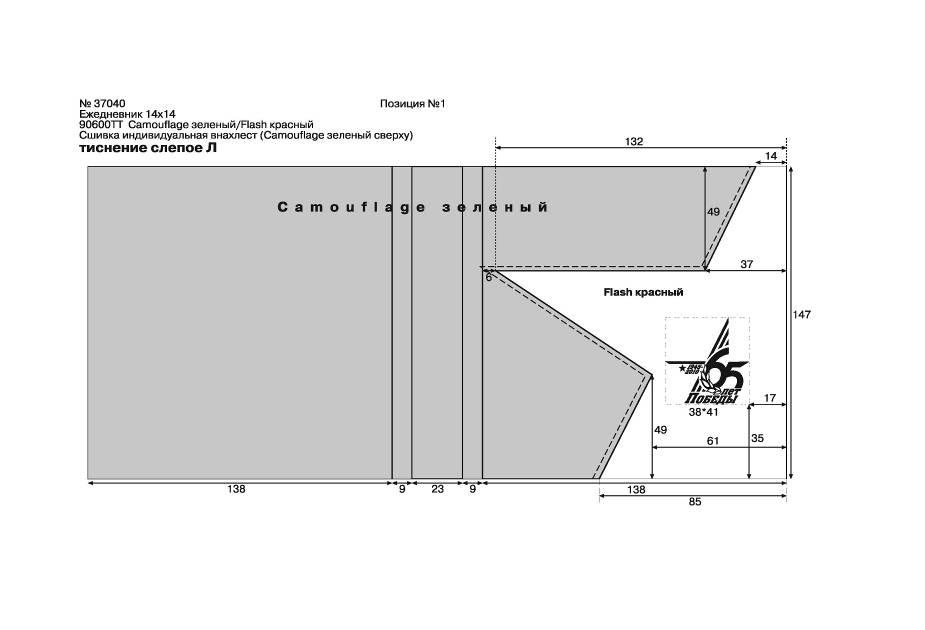 № 37040
Позиция №1
Ежедневник 14х14
90600ТТ Camouflage зеленый/Flash красный
Сшивка индивидуальная внахлест (Camouflage зеленый сверху)
тиснение слепое Л
132
14
Camouflage зеленый
49
37
6
Flash красный
147
1945
2010
65
лет
Победы
17
38*41
49
35
61
138
9
23
9
138
85